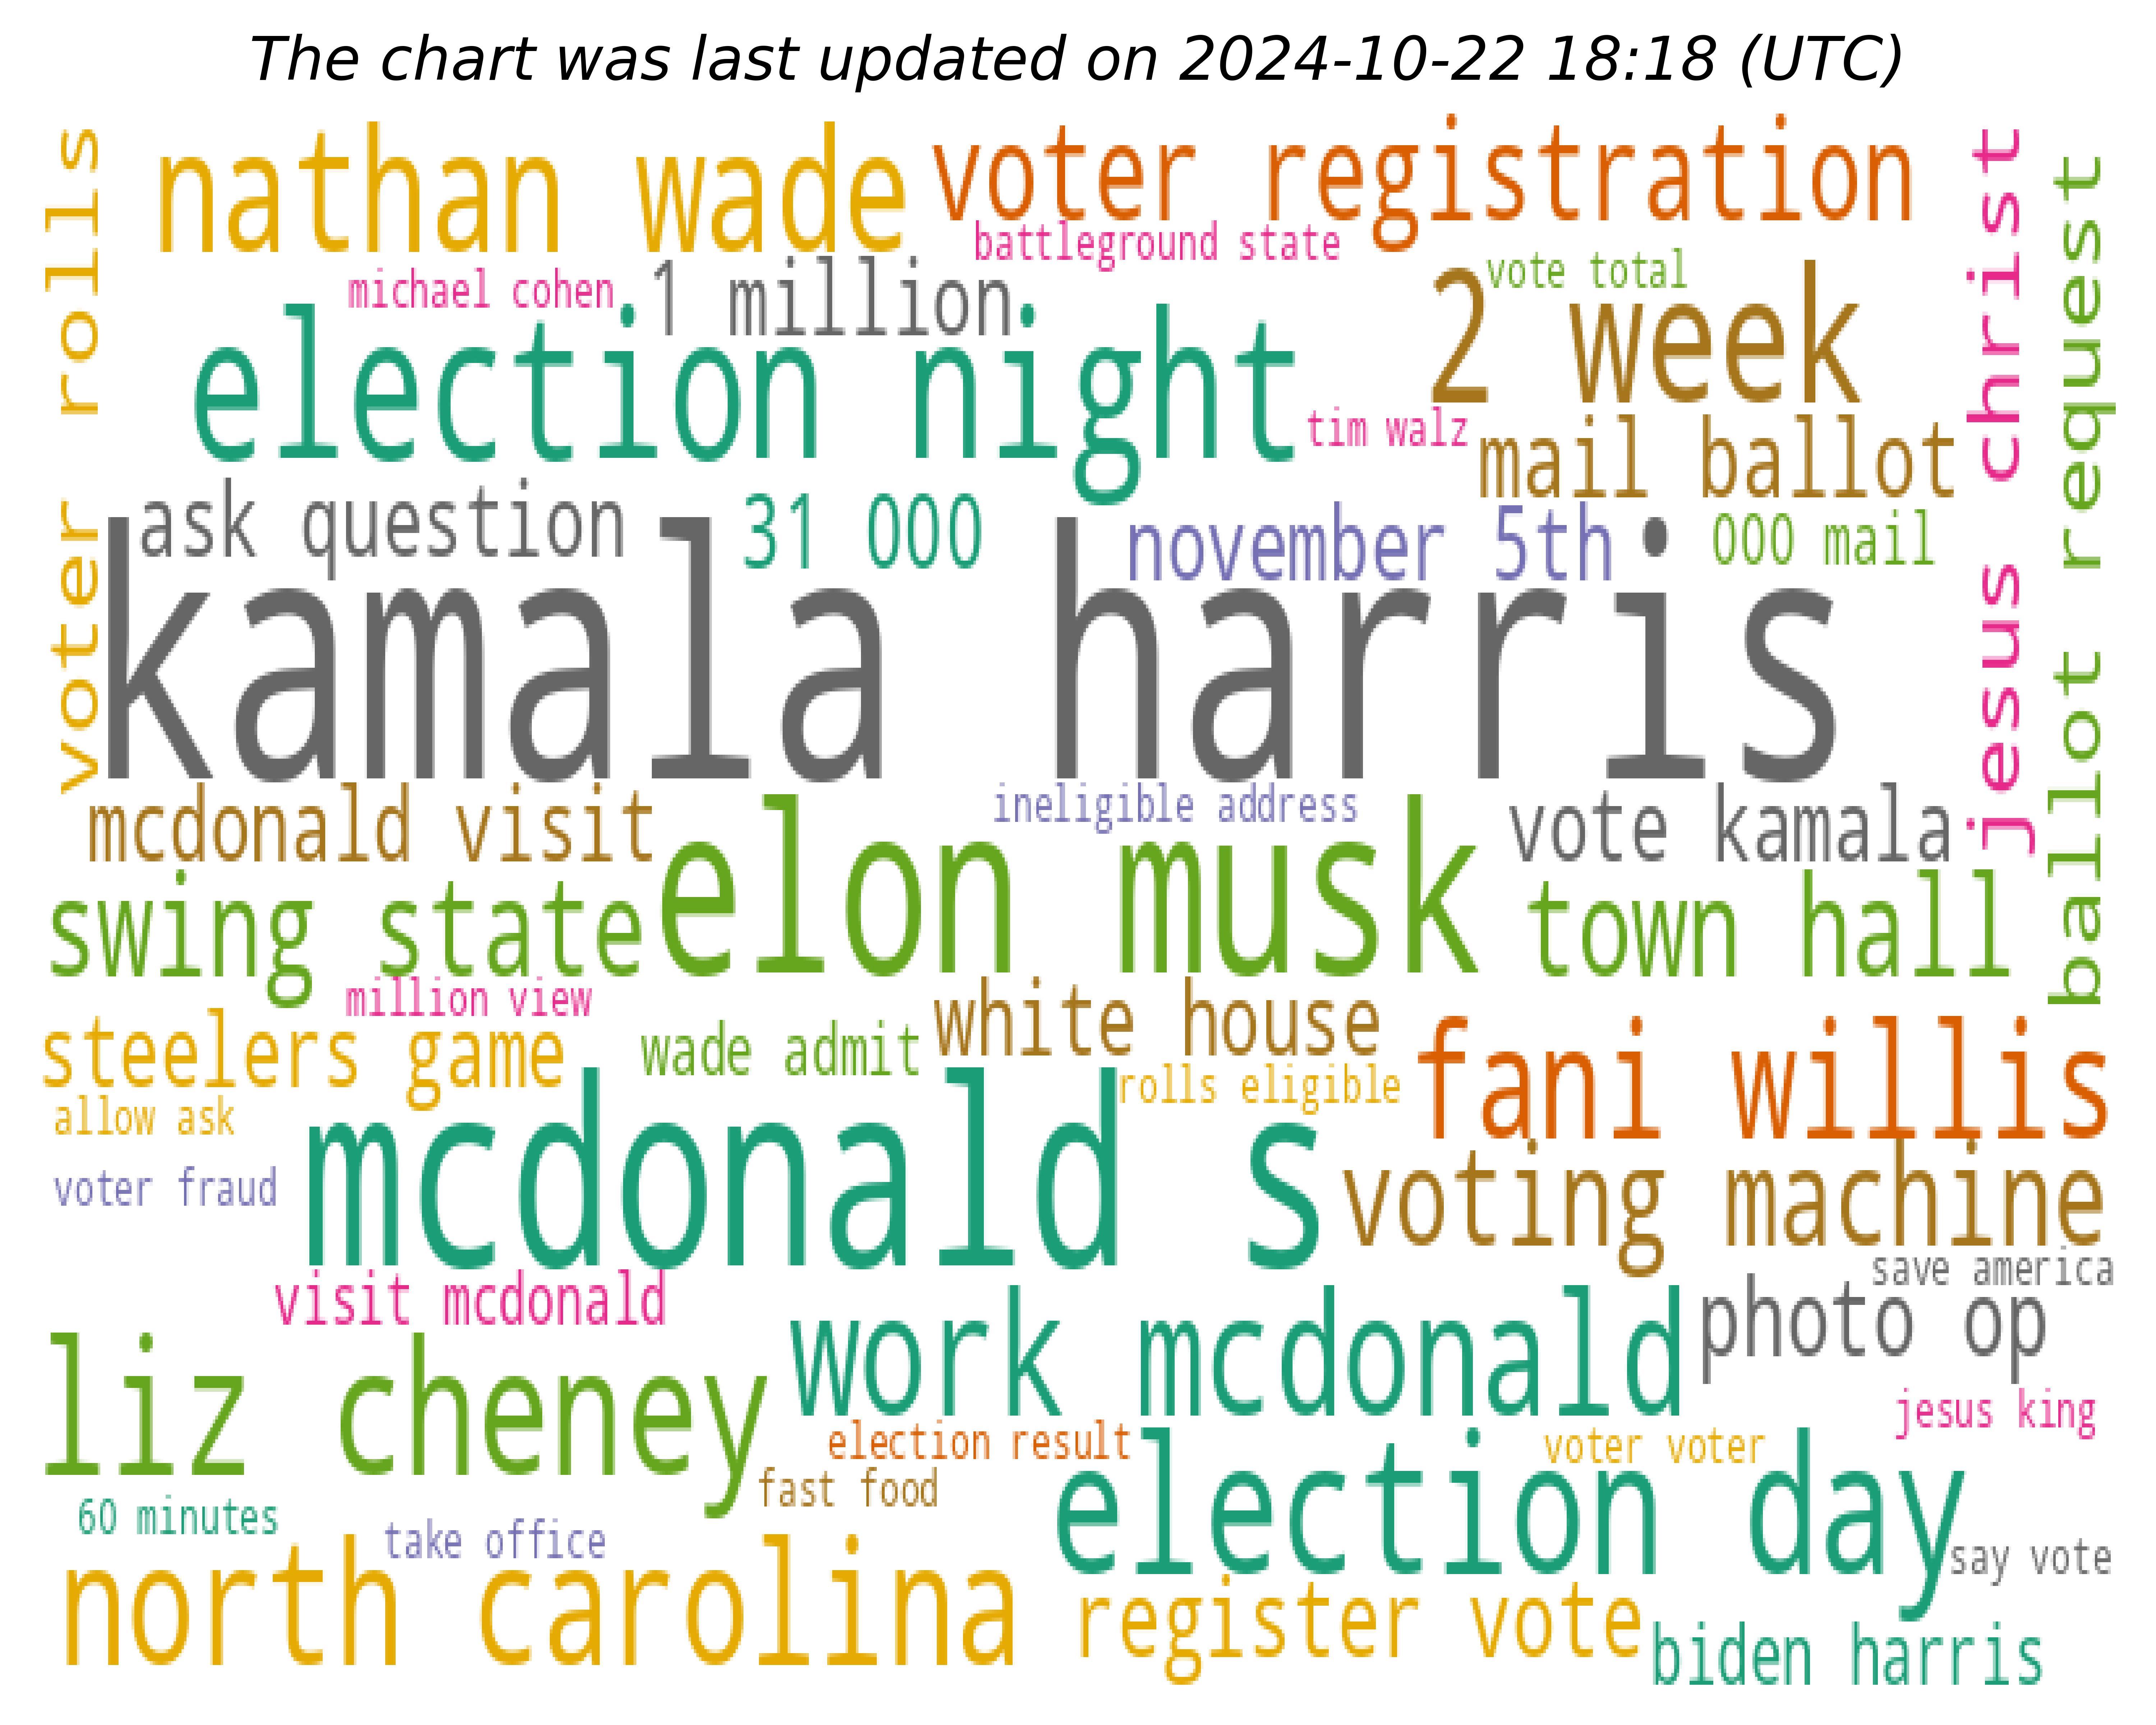 The chart was last updated on 2024-10-22 18:18 (UTC)
voter rolls
nathan wade
voter registration
jesus christ
ballot request
battleground state
vote total
michael cohen
1 million
2 week
election night
tim walz
mail ballot
ask question
31 000
november 5th
000 mail
kamala harris
mcdonald visit
ineligible address
vote kamala
elon musk
swing state
town hall
million view
white house
steelers game
wade admit
fani willis
rolls eligible
allow ask
mcdonald s
voter fraud
voting machine
save america
visit mcdonald
work mcdonald
photo op
liz cheney
jesus king
election result
voter voter
fast food
election day
60 minutes
take office
say vote
north carolina
register vote
biden harris